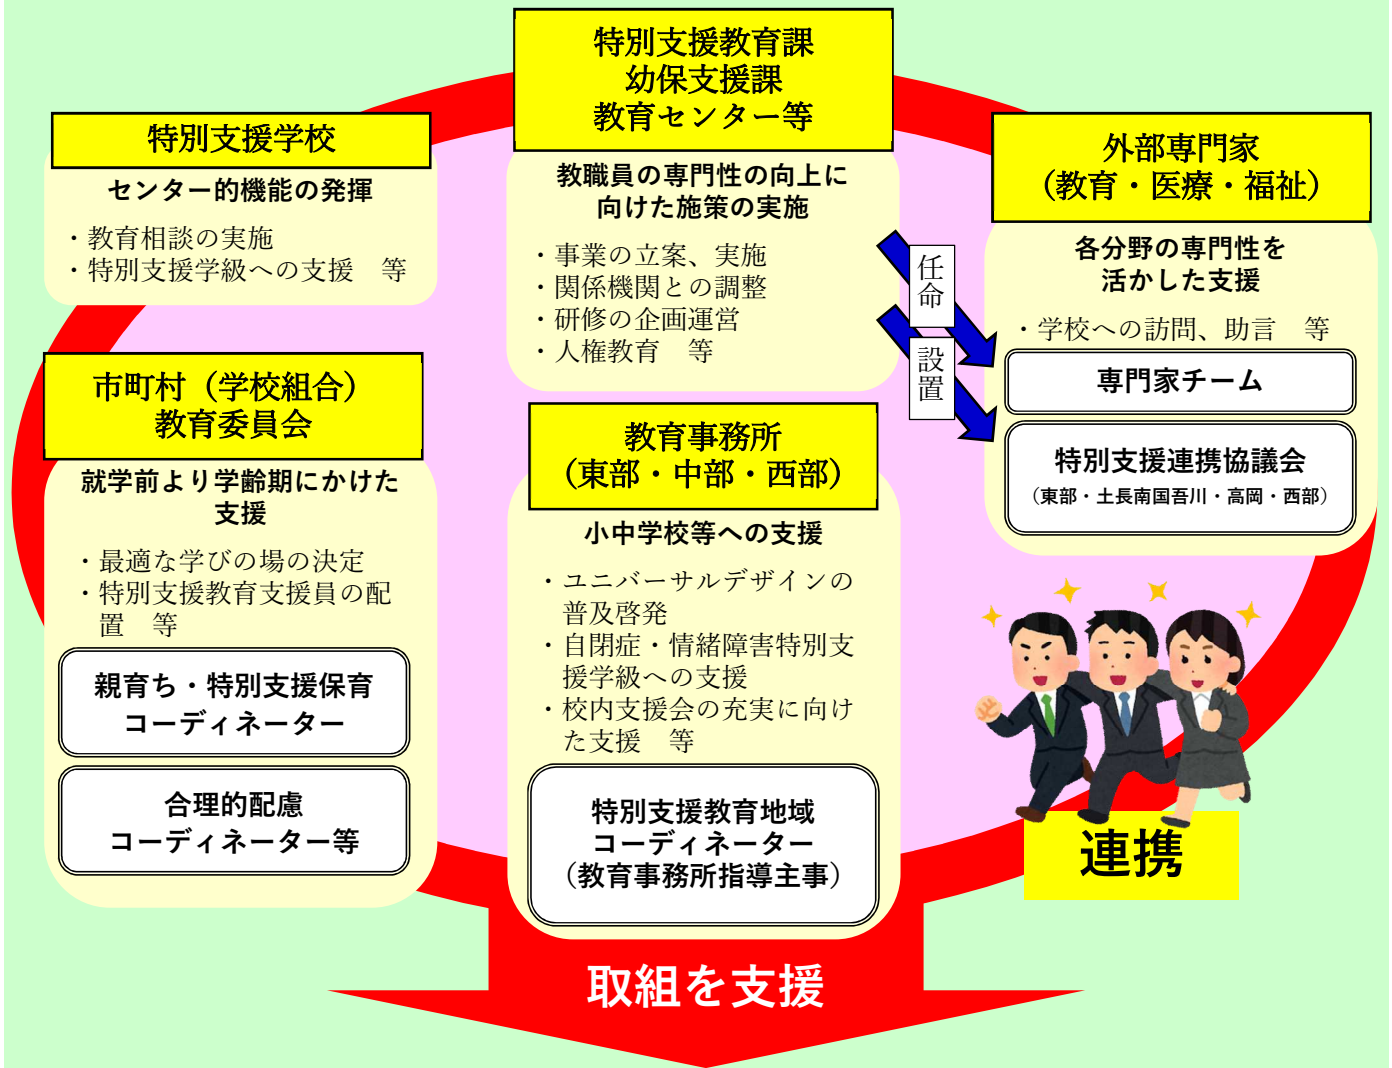 特別支援教育課
幼保支援課
教育センター等
教職員の専門性の向上に
向けた施策の実施
・事業の立案、実施
・関係機関との調整
・研修の企画運営
・人権教育　等
特別支援学校
センター的機能の発揮
・教育相談の実施
・特別支援学級への支援　等
外部専門家
（教育・医療・福祉）
各分野の専門性を
活かした支援
・学校への訪問、助言　等
専門家チーム
特別支援連携協議会
（東部・土長南国吾川・高岡・西部）
任命
設置
市町村（学校組合）
教育委員会
就学前より学齢期にかけた
支援
・最適な学びの場の決定
・特別支援教育支援員の配
置　等
親育ち・特別支援保育
コーディネーター
合理的配慮
コーディネーター等
教育事務所
（東部・中部・西部）
小中学校等への支援
・ユニバーサルデザインの
普及啓発
・自閉症・情緒障害特別支
援学級への支援
・校内支援会の充実に向け
た支援　等
特別支援教育地域
コーディネーター
（教育事務所指導主事）
連携
取組を支援